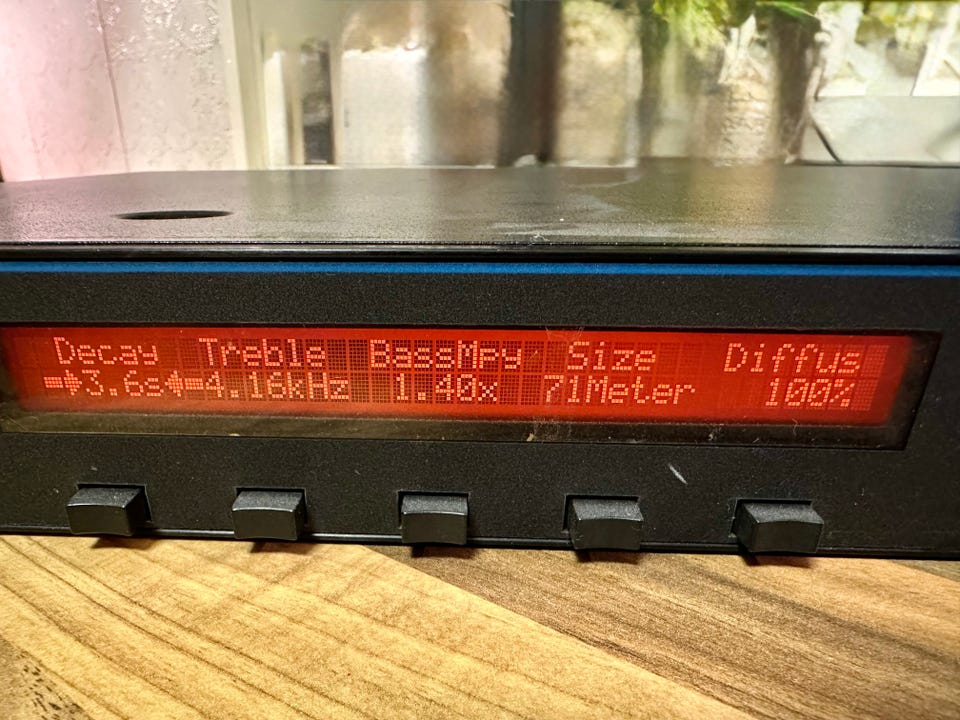 Decay Treble BassMpy Size Diffus
➡3.6s⬅4.16kHz 1.40x 71Meter 100%